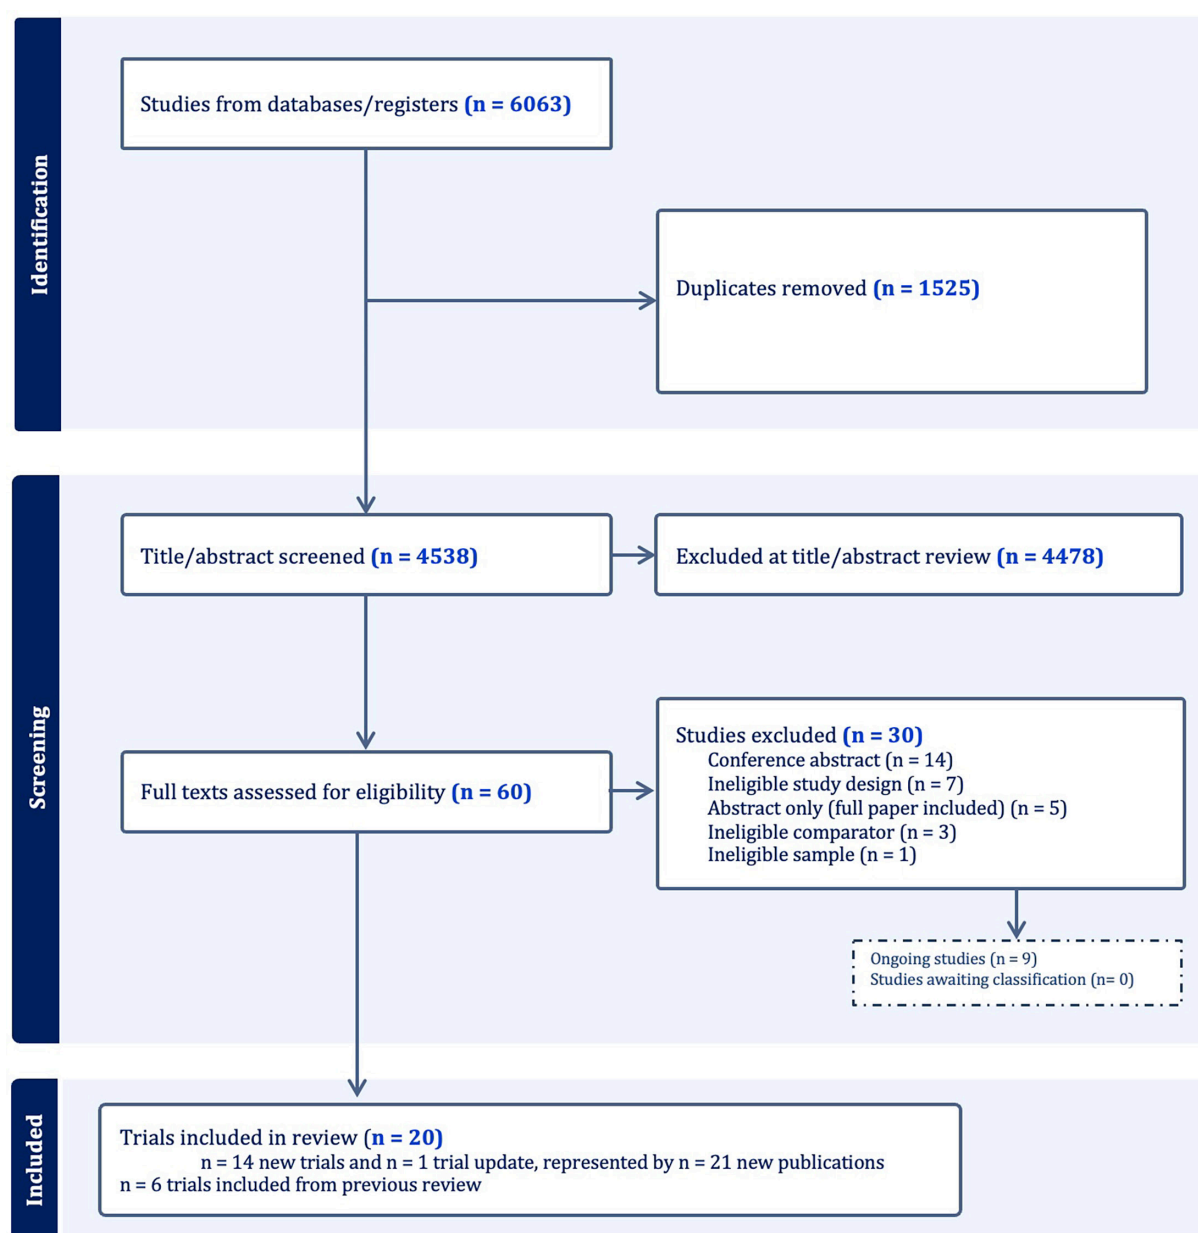 Identification
Studies from databases/registers (n = 6063)
Duplicates removed (n = 1525)
Screening
Title/abstract screened (n = 4538)
Excluded at title/abstract review (n = 4478)
Full texts assessed for eligibility (n = 60)
Studies excluded (n = 30)
Conference abstract (n = 14)
Ineligible study design (n = 7)
Abstract only (full paper included) (n = 5)
Ineligible comparator (n = 3)
Ineligible sample (n = 1)
Ongoing studies (n = 9)
Studies awaiting classification (n= 0)
Included
Trials included in review (n = 20)
n = 14 new trials and n = 1 trial update, represented by n = 21 new publications
n = 6 trials included from previous review